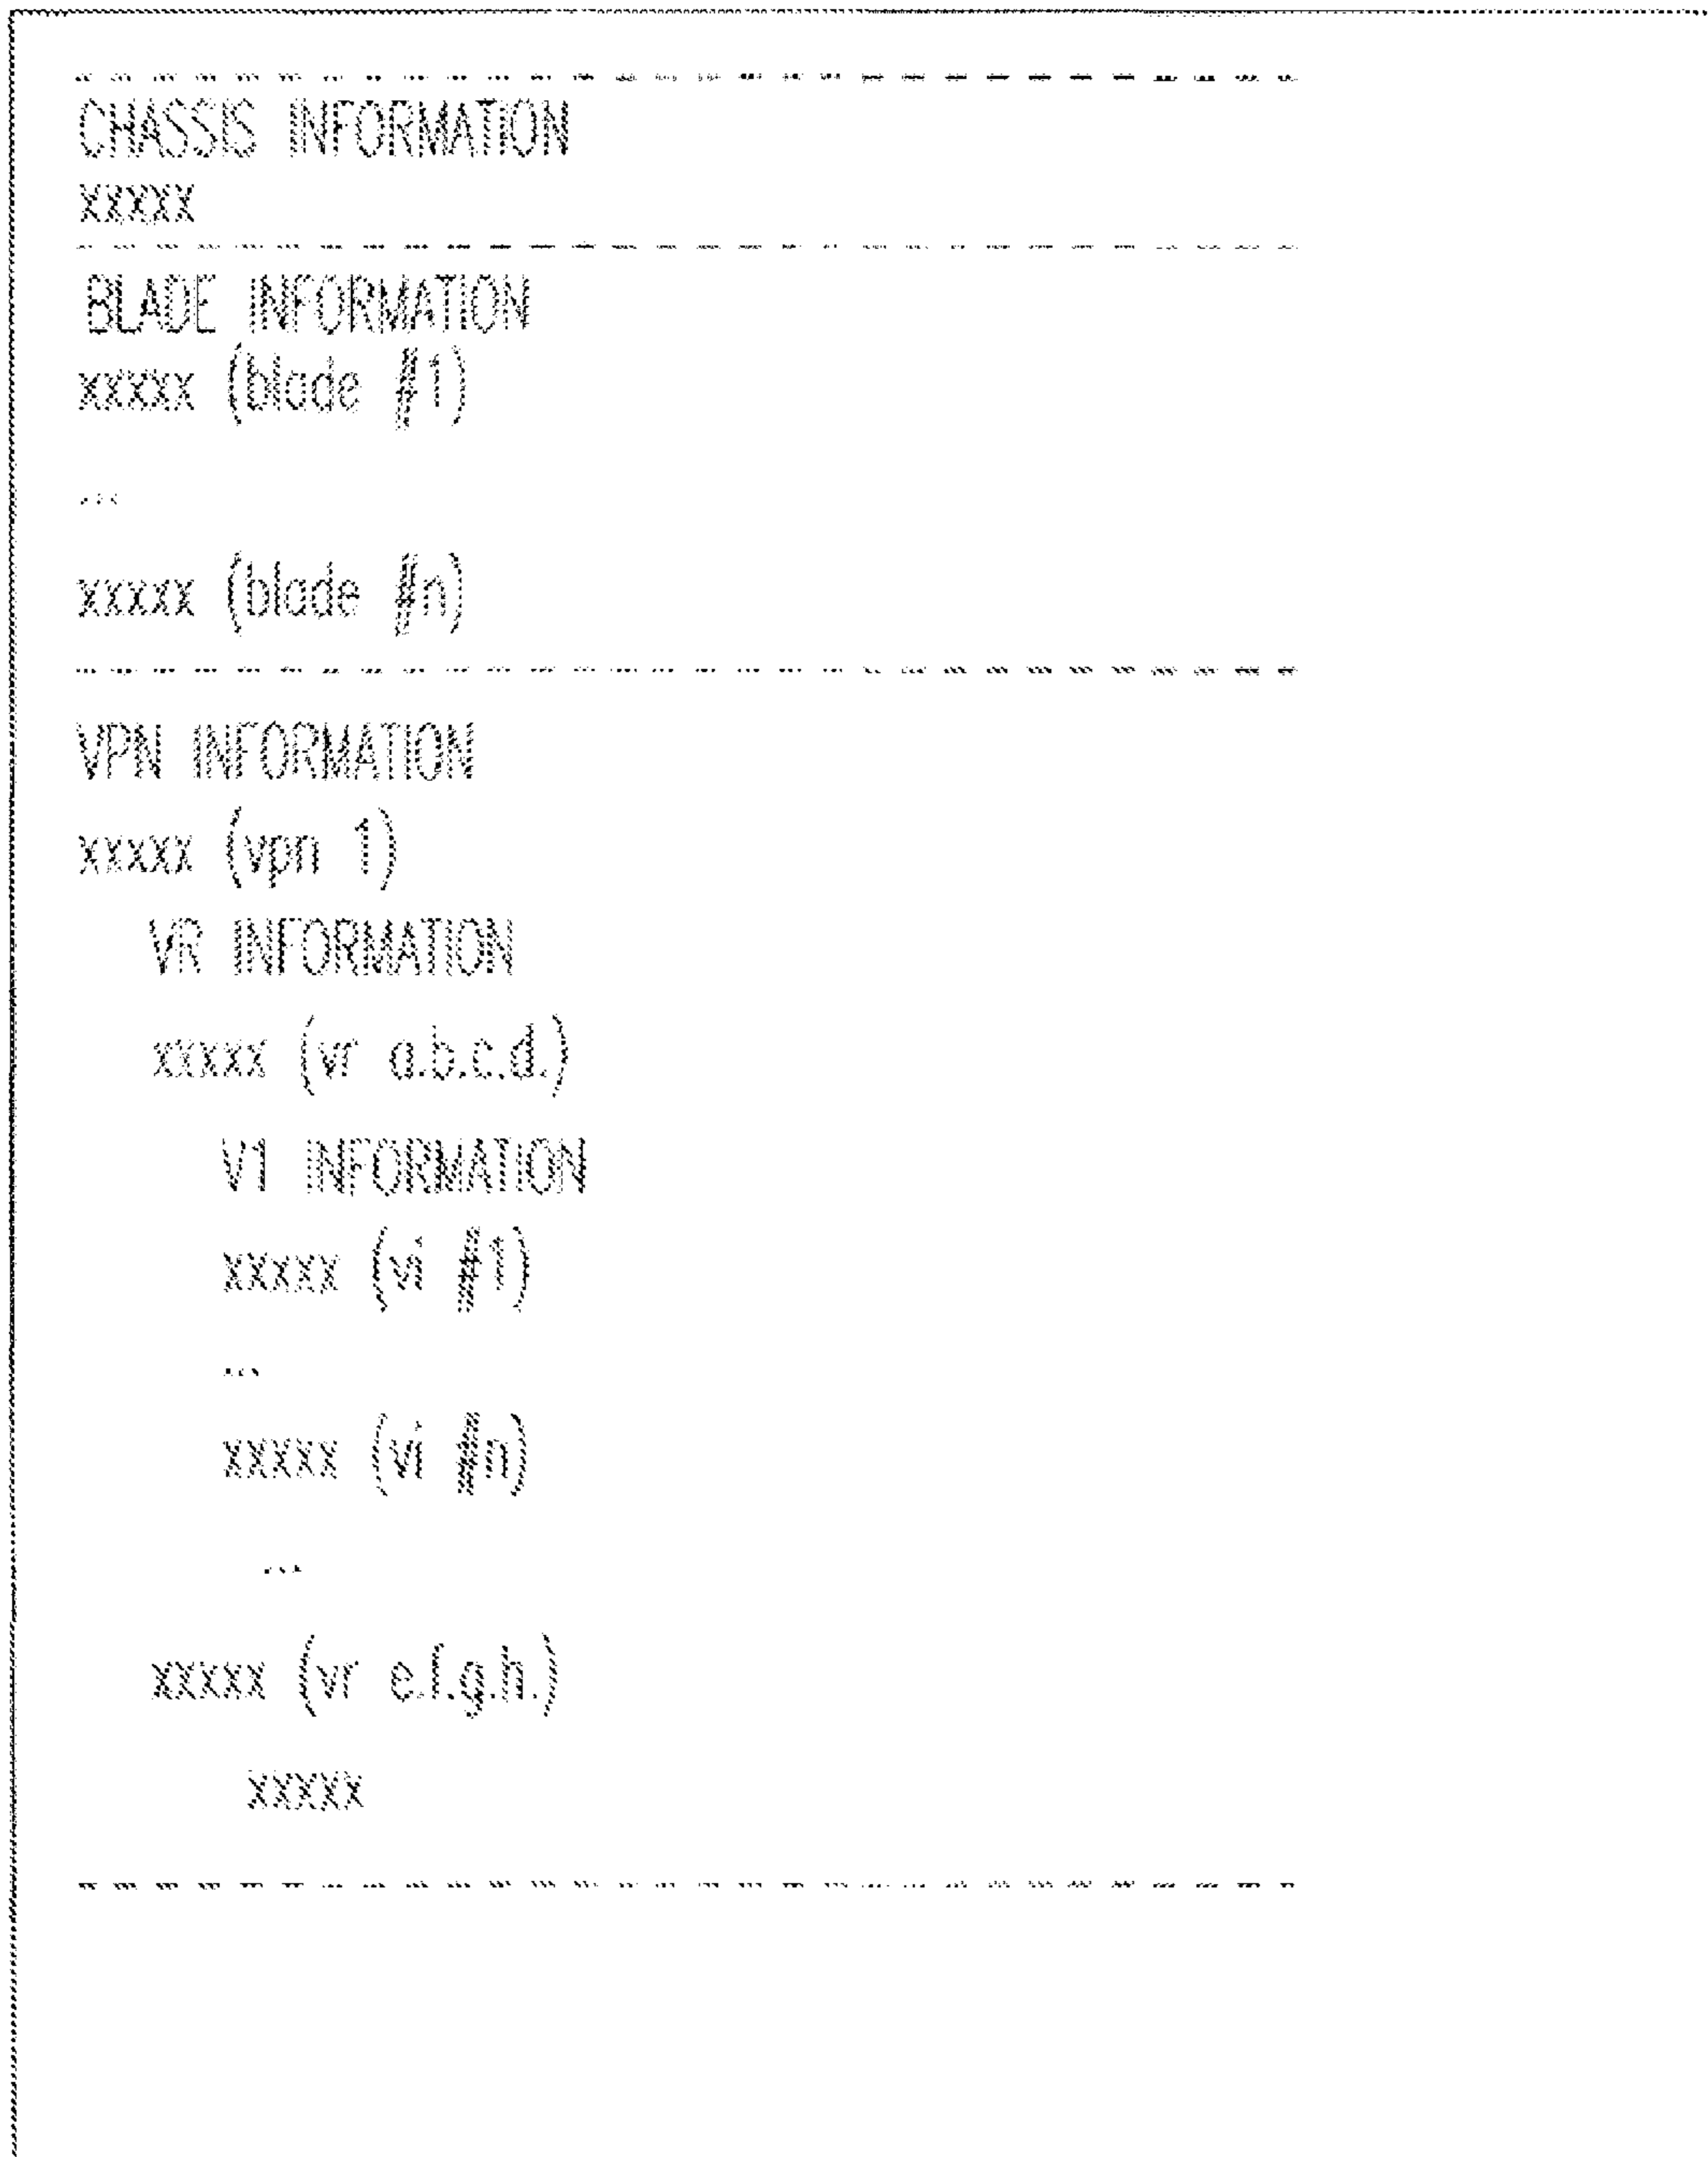 CHASSIS INFORMATION
xxxxx
BLADE INFORMATION
xxxxx (blade #1)
...
xxxxx (blade #n)
VPN INFORMATION
xxxxx (vpn 1)
VR INFORMATION
xxxxx (vr a.b.c.d.)
V1 INFORMATION
xxxxx (vi #1)
...
xxxxx (vi #n)
...
xxxxx (vr e.f.g.h.)
xxxxx